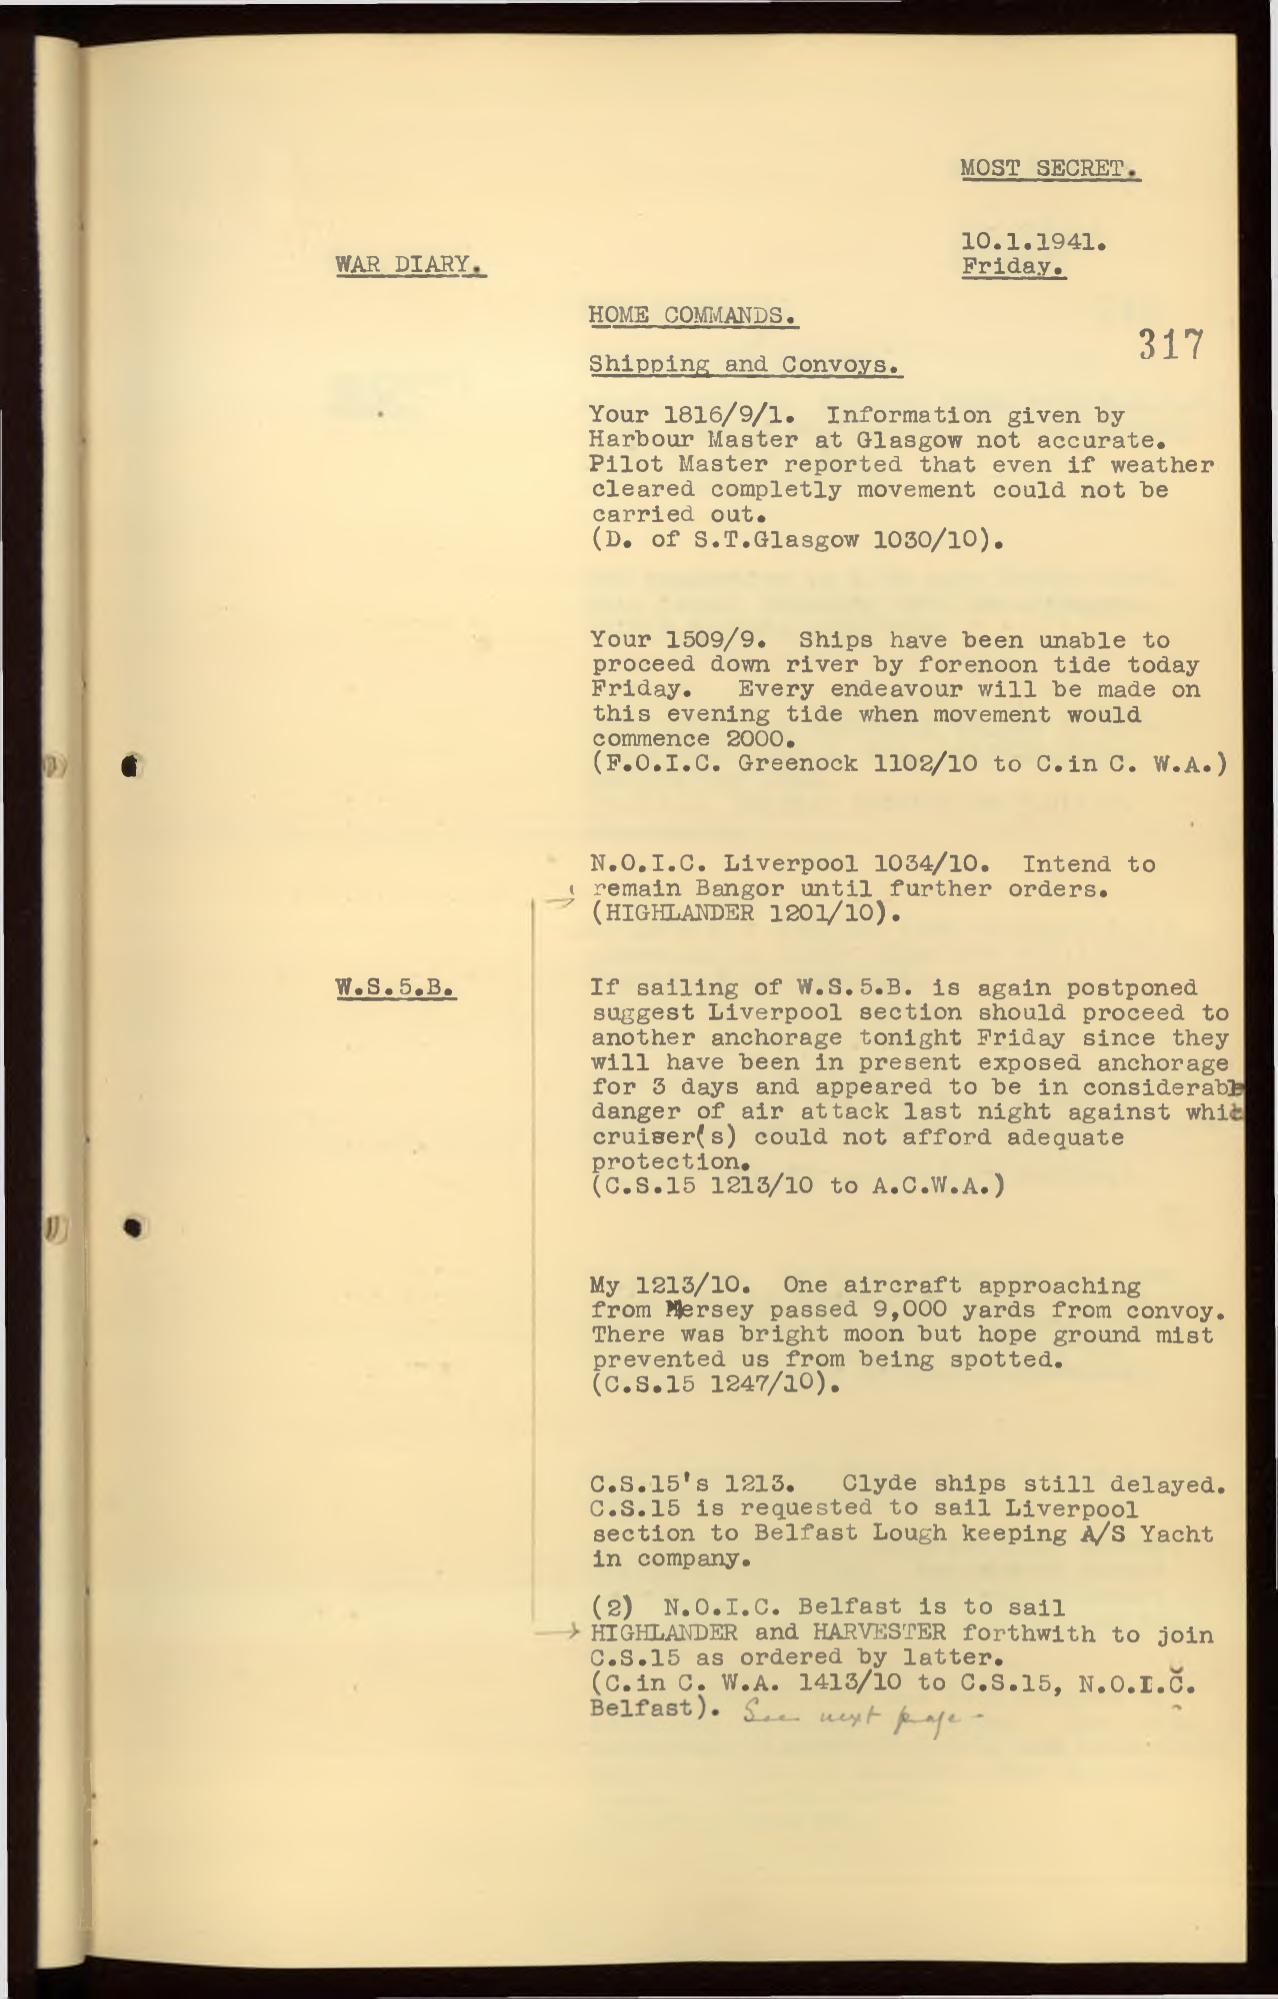 MOST SECRET.
10.1.1941.
Friday.
WAR DIARY.
HOME COMMANDS.
317
Shipping and Convoys.
Your 1816/9/1.  Information given by
Harbour Master at Glasgow not accurate.
Pilot Master reported that even if weather
cleared completly movement could not be
carried out.
(D. of S.T.Glasgow 1030/10).
Your 1509/9.  Ships have been unable to
proceed down river by forenoon tide today
Friday.  Every endeavour will be made on
this evening tide when movement would
commence 2000.
(F.O.I.C. Greenock 1102/10 to C.in C. W.A.)
N.O.I.C. Liverpool 1034/10.  Intend to
remain Bangor until further orders.
(HIGHLANDER 1201/10).
W.S.5.B.
If sailing of W.S.5.B. is again postponed
suggest Liverpool section should proceed to
another anchorage tonight Friday since they
will have been in present exposed anchorage
for 3 days and appeared to be in considerabl
danger of air attack last night against whic
cruiser(s) could not afford adequate
protection.
(C.S.15 1213/10 to A.C.W.A.)
My 1213/10.  One aircraft approaching
from Mersey passed 9,000 yards from convoy.
There was bright moon but hope ground mist
prevented us from being spotted.
(C.S.15 1247/10).
C.S.15's 1213.  Clyde ships still delayed.
C.S.15 is requested to sail Liverpool
section to Belfast Lough keeping A/S Yacht
in company.
(2)  N.O.I.C. Belfast is to sail
HIGHLANDER and HARVESTER forthwith to join
C.S.15 as ordered by latter.
(C.in C. W.A. 1413/10 to C.S.15, N.O.I.C.
Belfast). See next page -